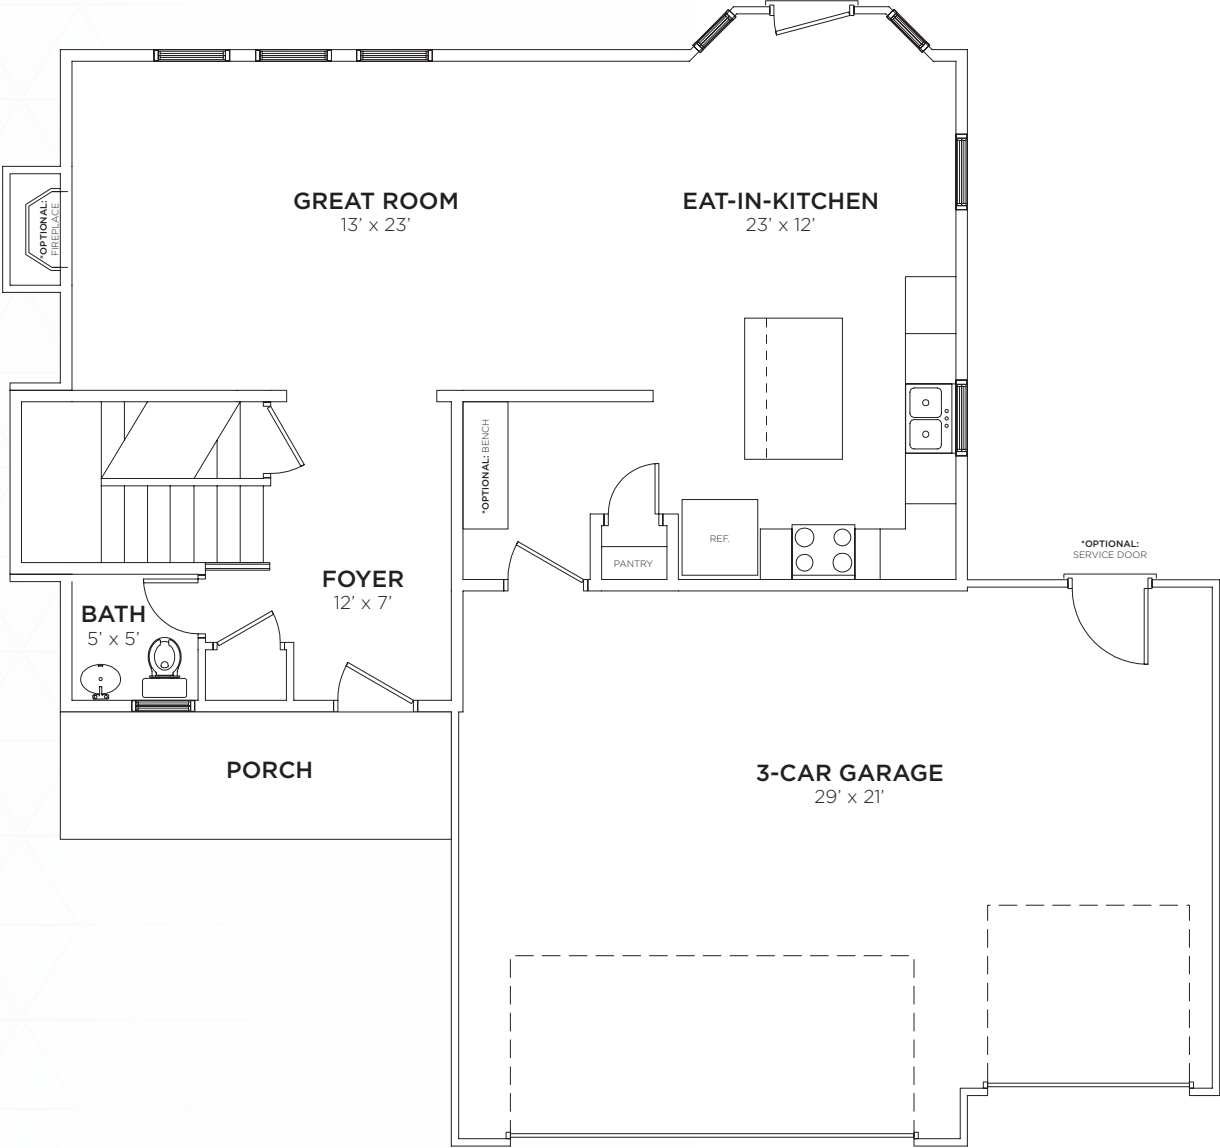 GREAT ROOM
13’ x 23’
EAT-IN-KITCHEN
23’ x 12’
*OPTIONAL:
FIREPLACE
*OPTIONAL: BENCH
REF.
PANTRY
*OPTIONAL:
SERVICE DOOR
FOYER
12’ x 7’
BATH
5’ x 5’
PORCH
3-CAR GARAGE
29’ x 21’